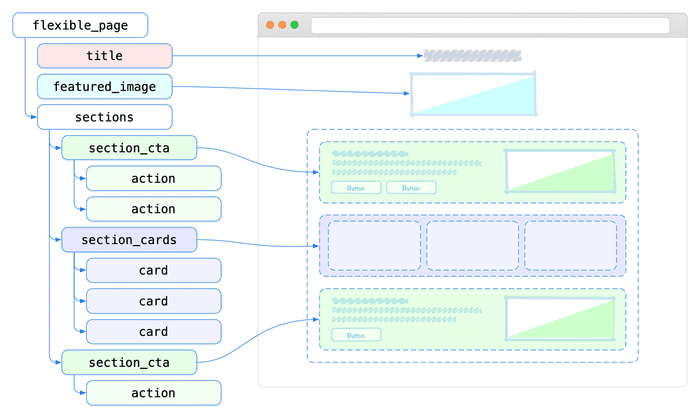 flexible_page
title
featured_image
sections
section_cta
action
action
section_cards
card
card
card
section_cta
action
Button
Button
Button